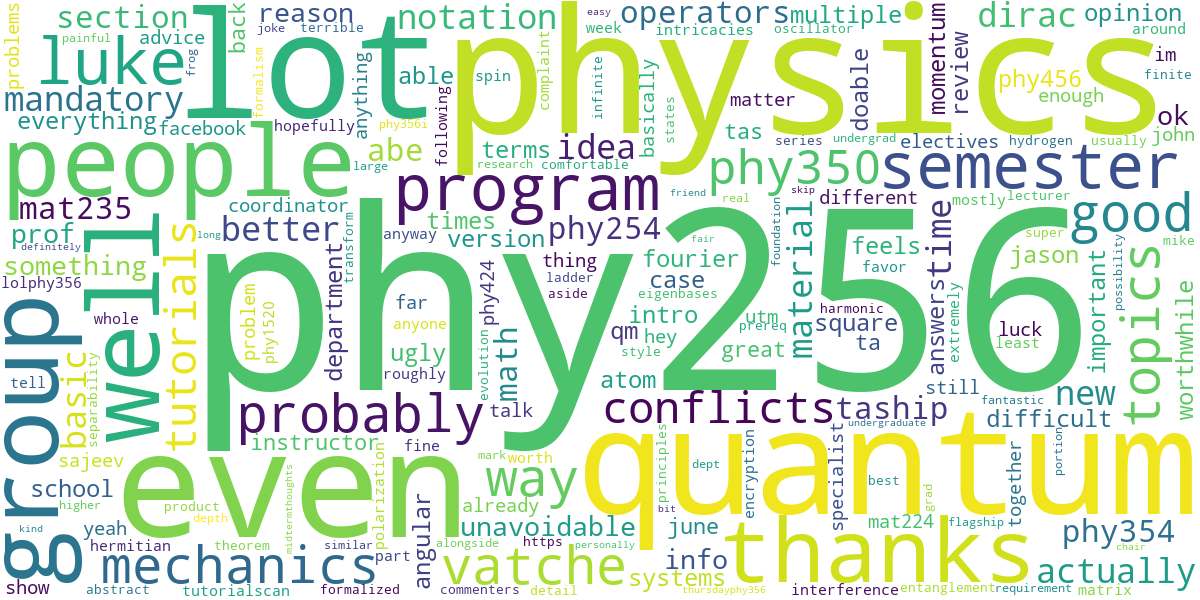 problems
section
painful
advice
back
reason
joke
easy
terrible
notation
week
operators
intricacies
multiple
oscillator
momentum
dirac
opinion
around
luke
frog
lot
physics
mandatory
everything
facebook
formalism
hopefully
anything
able
spin
complaint
infinite
basically
states
matter
doable
review
phy456
enough
im
finite
ok
people
large
phy356i
abe
following
terms
research
comfortable
idea
tas
series
undergrad
electives
hydrogen
usually
john
phy350
semester
mat235
prof
definitely
coordinator
better
long
anyway
program
times
version
phy254
friend
real
skip
different
mostly
lecturer
good
super
mike
something
lolphy356
well
tutorials
transform
department
phy256
thing
ladder
aside
case
fourier
eigenbases
foundation
fair
material
feels
favor
answerstime
extremely
jason
important
possibility
topics
worthwhile
whole
far
anyone
phy424
evolution
problem
phy1520
ugly
roughly
math
qm
intro
hey
style
utm
prereq
great
harmonic
square
ta
luck
least
tell
group
basic
separability
atom
still
fantastic
new
probably
talk
conflicts
taship
undergraduate
difficult
instructor
fine
sajeev
school
higher
even
polarization
mark
worth
way
quantum
principles
dept
bit
encryption
specialist
best
grad
together
portion
product
depth
midtermthoughts
already
unavoidable
june
mat224
flagship
phy354
chair
kind
yeah
hermitian
theorem
similar
part
alongside
https
personally
info
thanks
mechanics
angular
vatche
systems
actually
show
abstract
tutorialscan
formalized
commenters
detail
thursdayphy356
interference
entanglement
requirement
matrix